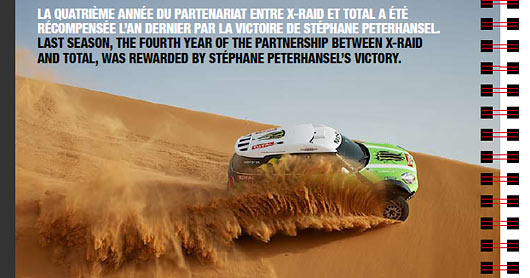 LA QUATRIÈME ANNÉE DU PARTENARIAT ENTRE X-RAID ET TOTAL A ÉTÉ
RÉCOMPENSÉE L'AN DERNIER PAR LA VICTOIRE DE STÉPHANE PETERHANSEL.
LAST SEASON, THE FOURTH YEAR OF THE PARTNERSHIP BETWEEN X-RAID
AND TOTAL, WAS REWARDED BY STÉPHANE PETERHANSEL'S VICTORY.
TOTAL